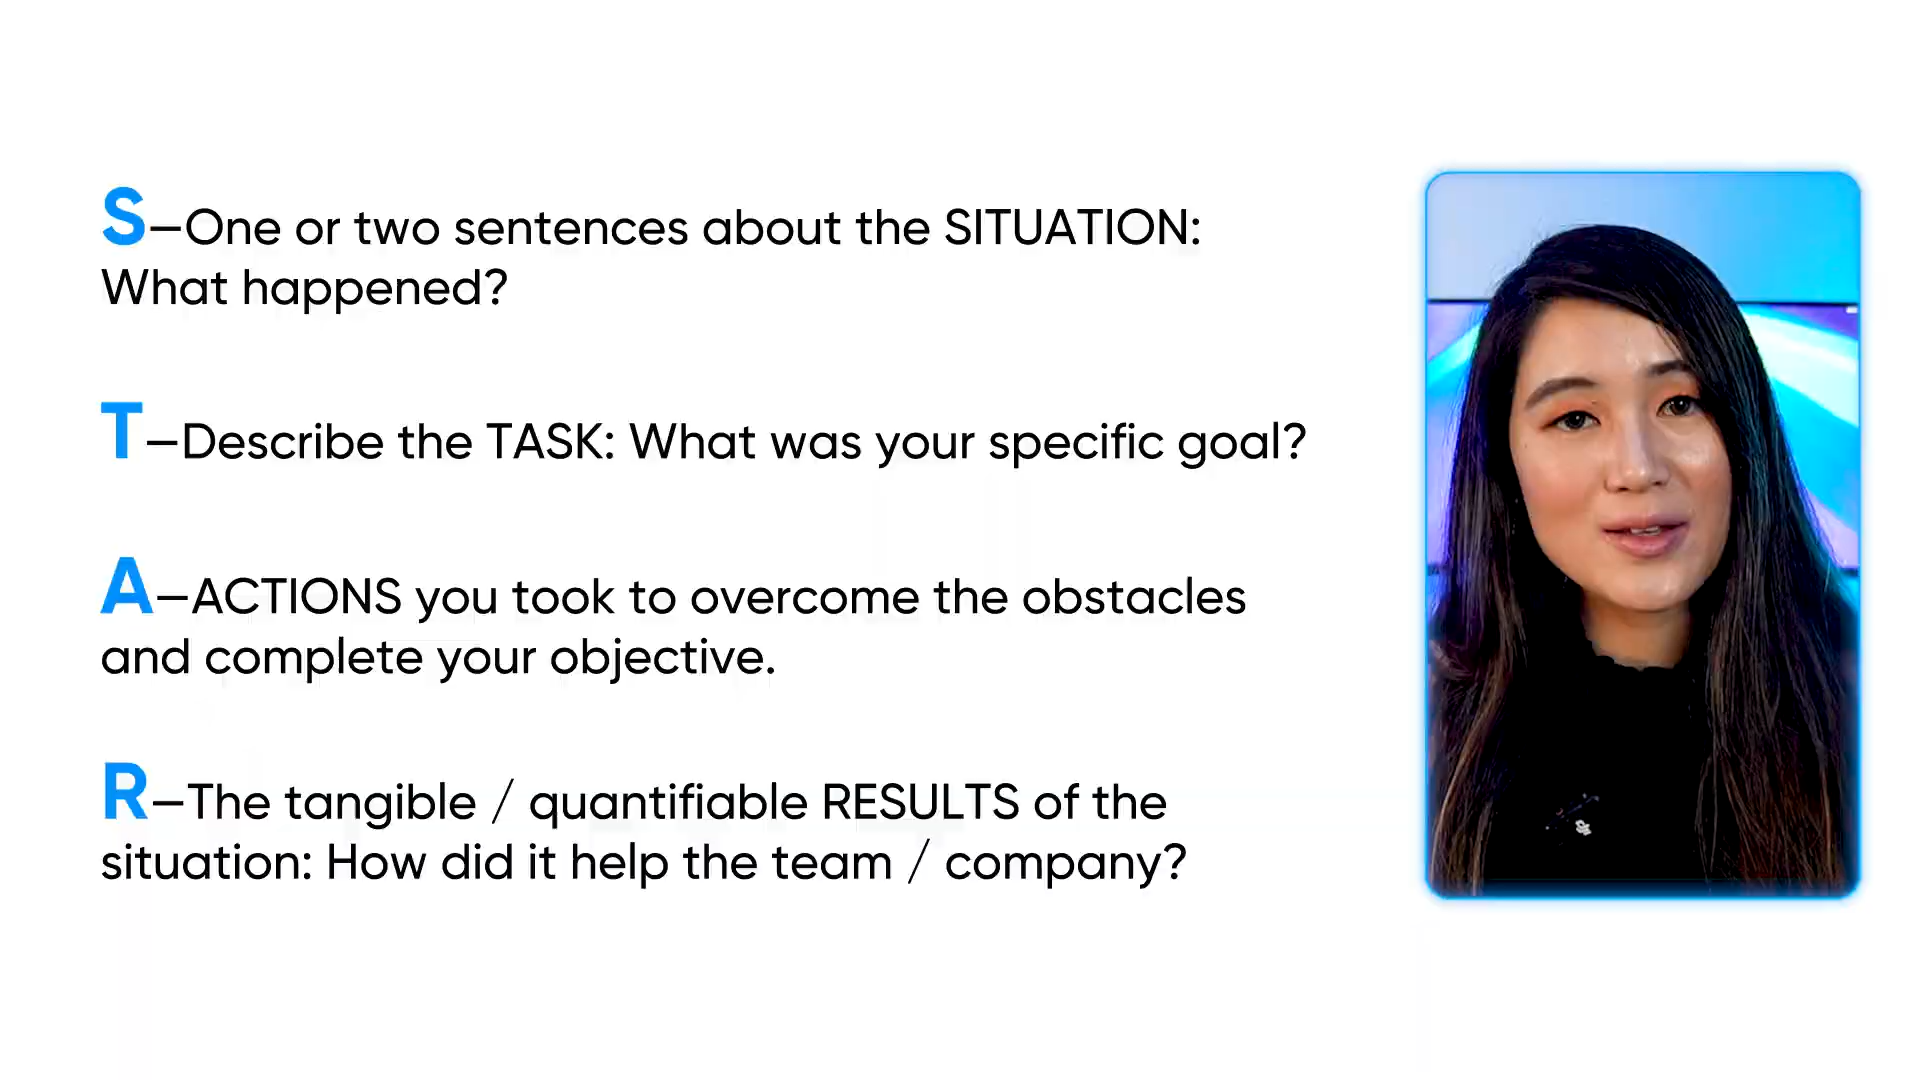 S—One or two sentences about the SITUATION:
What happened?
T—Describe the TASK: What was your specific goal?
A—ACTIONS you took to overcome the obstacles
and complete your objective.
R—The tangible / quantifiable RESULTS of the
situation: How did it help the team / company?